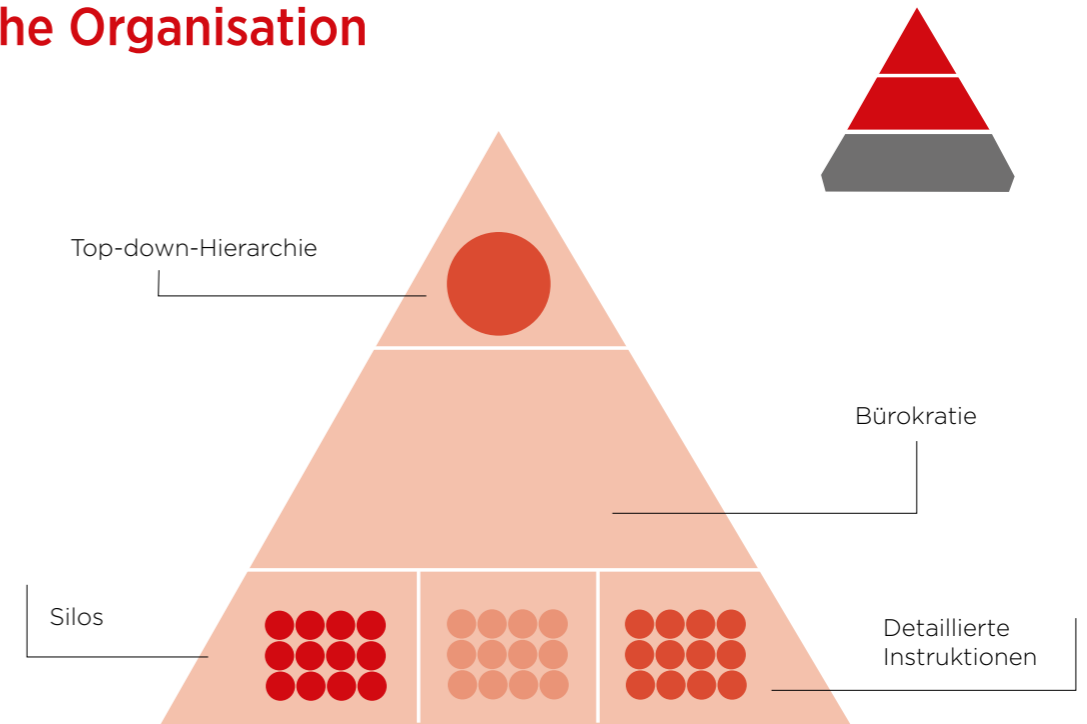 he Organisation
Top-down-Hierarchie
Bürokratie
Silos
Detaillierte
Instruktionen